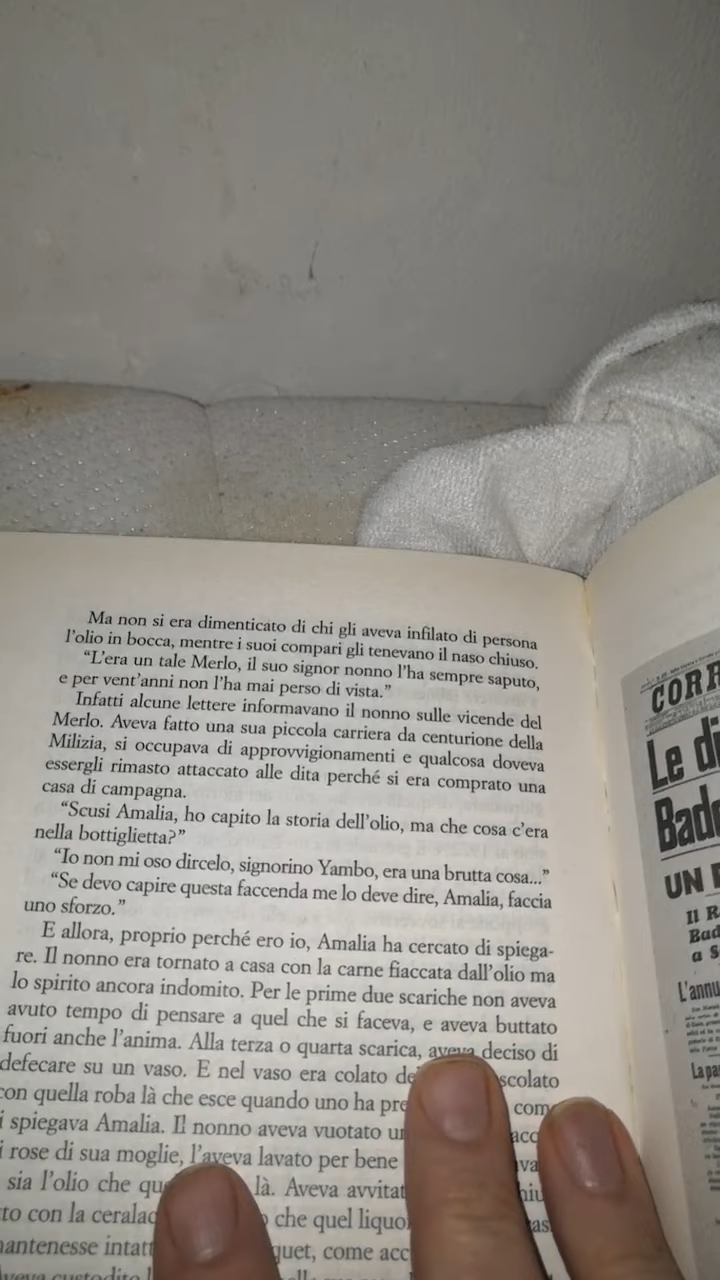 Ma non si era dimenticato di chi gli aveva infilato di persona
l'olio in bocca, mentre i suoi compari gli tenevano il naso chiuso.
“L'era un tale Merlo, il suo signor nonno l'ha sempre saputo,
e per vent'anni non l'ha mai perso di vista.”
Infatti alcune lettere informavano il nonno sulle vicende del
Merlo. Aveva fatto una sua piccola carriera da centurione della
Milizia, si occupava di approvvigionamenti e qualcosa doveva
essergli rimasto attaccato alle dita perché si era comprato una
casa di campagna.
“Scusi Amalia, ho capito la storia dell'olio, ma che cosa c'era
nella bottiglietta?”
“Io non mi oso dircelo, signorino Yambo, era una brutta cosa...”
“Se devo capire questa faccenda me lo deve dire, Amalia, faccia
uno sforzo.”
E allora, proprio perché ero io, Amalia ha cercato di spiega-
re. Il nonno era tornato a casa con la carne fiaccata dall'olio ma
lo spirito ancora indomito. Per le prime due scariche non aveva
avuto tempo di pensare a quel che si faceva, e aveva buttato
fuori anche l'anima. Alla terza o quarta scarica, aveva deciso di
defecare su un vaso. E nel vaso era colato
con quella roba là che esce quando uno ha
i spiegava Amalia. Il nonno aveva vuotato
i rose di sua moglie, l'aveva lavato per bene
sia l'olio che là. Aveva
con la che quel
come
CORR
Le di
Bado
UN
Il R
Bad
a S
L'annu
La pa